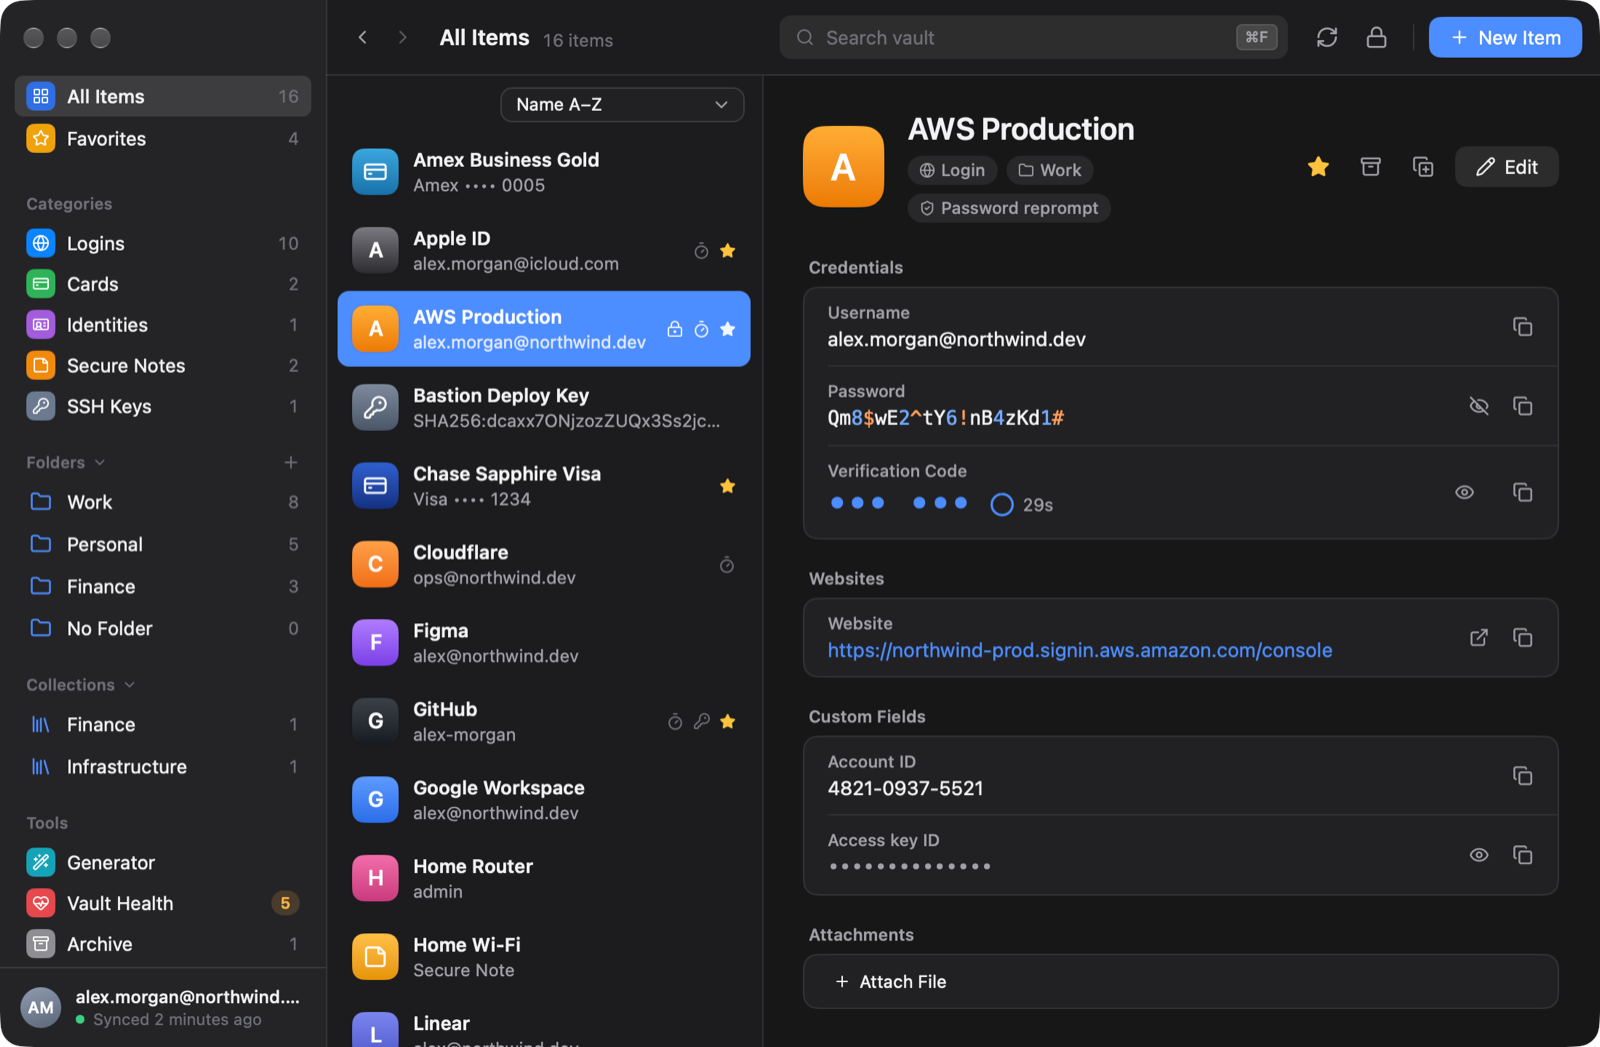 All Items 16
Favorites 4
Categories
Logins 10
Cards 2
Identities 1
Secure Notes 2
SSH Keys 1
Folders
Work 8
Personal 5
Finance 3
No Folder 0
Collections
Finance 1
Infrastructure 1
Tools
Generator
Vault Health 5
Archive 1
AM
alex.morgan@northwind....
Synced 2 minutes ago
All Items 16 items
Search vault ⌘F
+ New Item
Name A–Z
Amex Business Gold
Amex •••• 0005
A
Apple ID
alex.morgan@icloud.com
A
AWS Production
alex.morgan@northwind.dev
Bastion Deploy Key
SHA256:dcaxx7ONjzozZUQx3Ss2jc...
Chase Sapphire Visa
Visa •••• 1234
C
Cloudflare
ops@northwind.dev
F
Figma
alex@northwind.dev
G
GitHub
alex-morgan
G
Google Workspace
alex@northwind.dev
H
Home Router
admin
Home Wi-Fi
Secure Note
L
Linear
alex@northwind.dev
A
AWS Production
Login
Work
Password reprompt
Edit
Credentials
Username
alex.morgan@northwind.dev
Password
Qm8$wE2^tY6!nB4zKd1#
Verification Code
••• ••• 29s
Websites
Website
https://northwind-prod.signin.aws.amazon.com/console
Custom Fields
Account ID
4821-0937-5521
Access key ID
••••••••••••••
Attachments
+ Attach File